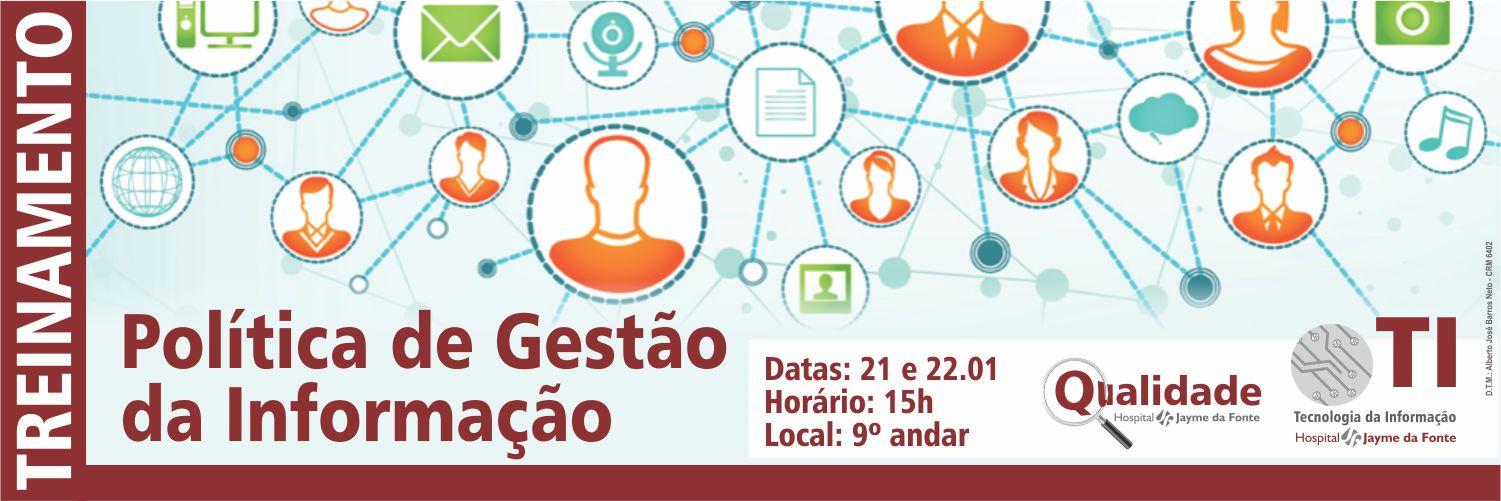 TREINAMENTO
Política de Gestão
da Informação
Datas: 21 e 22.01
Horário: 15h
Local: 9º andar
Qualidade
Hospital Jayme da Fonte
TI
Tecnologia da Informação
Hospital Jayme da Fonte
D.T.M.: Alberto José Barros Neto - CRM 6402